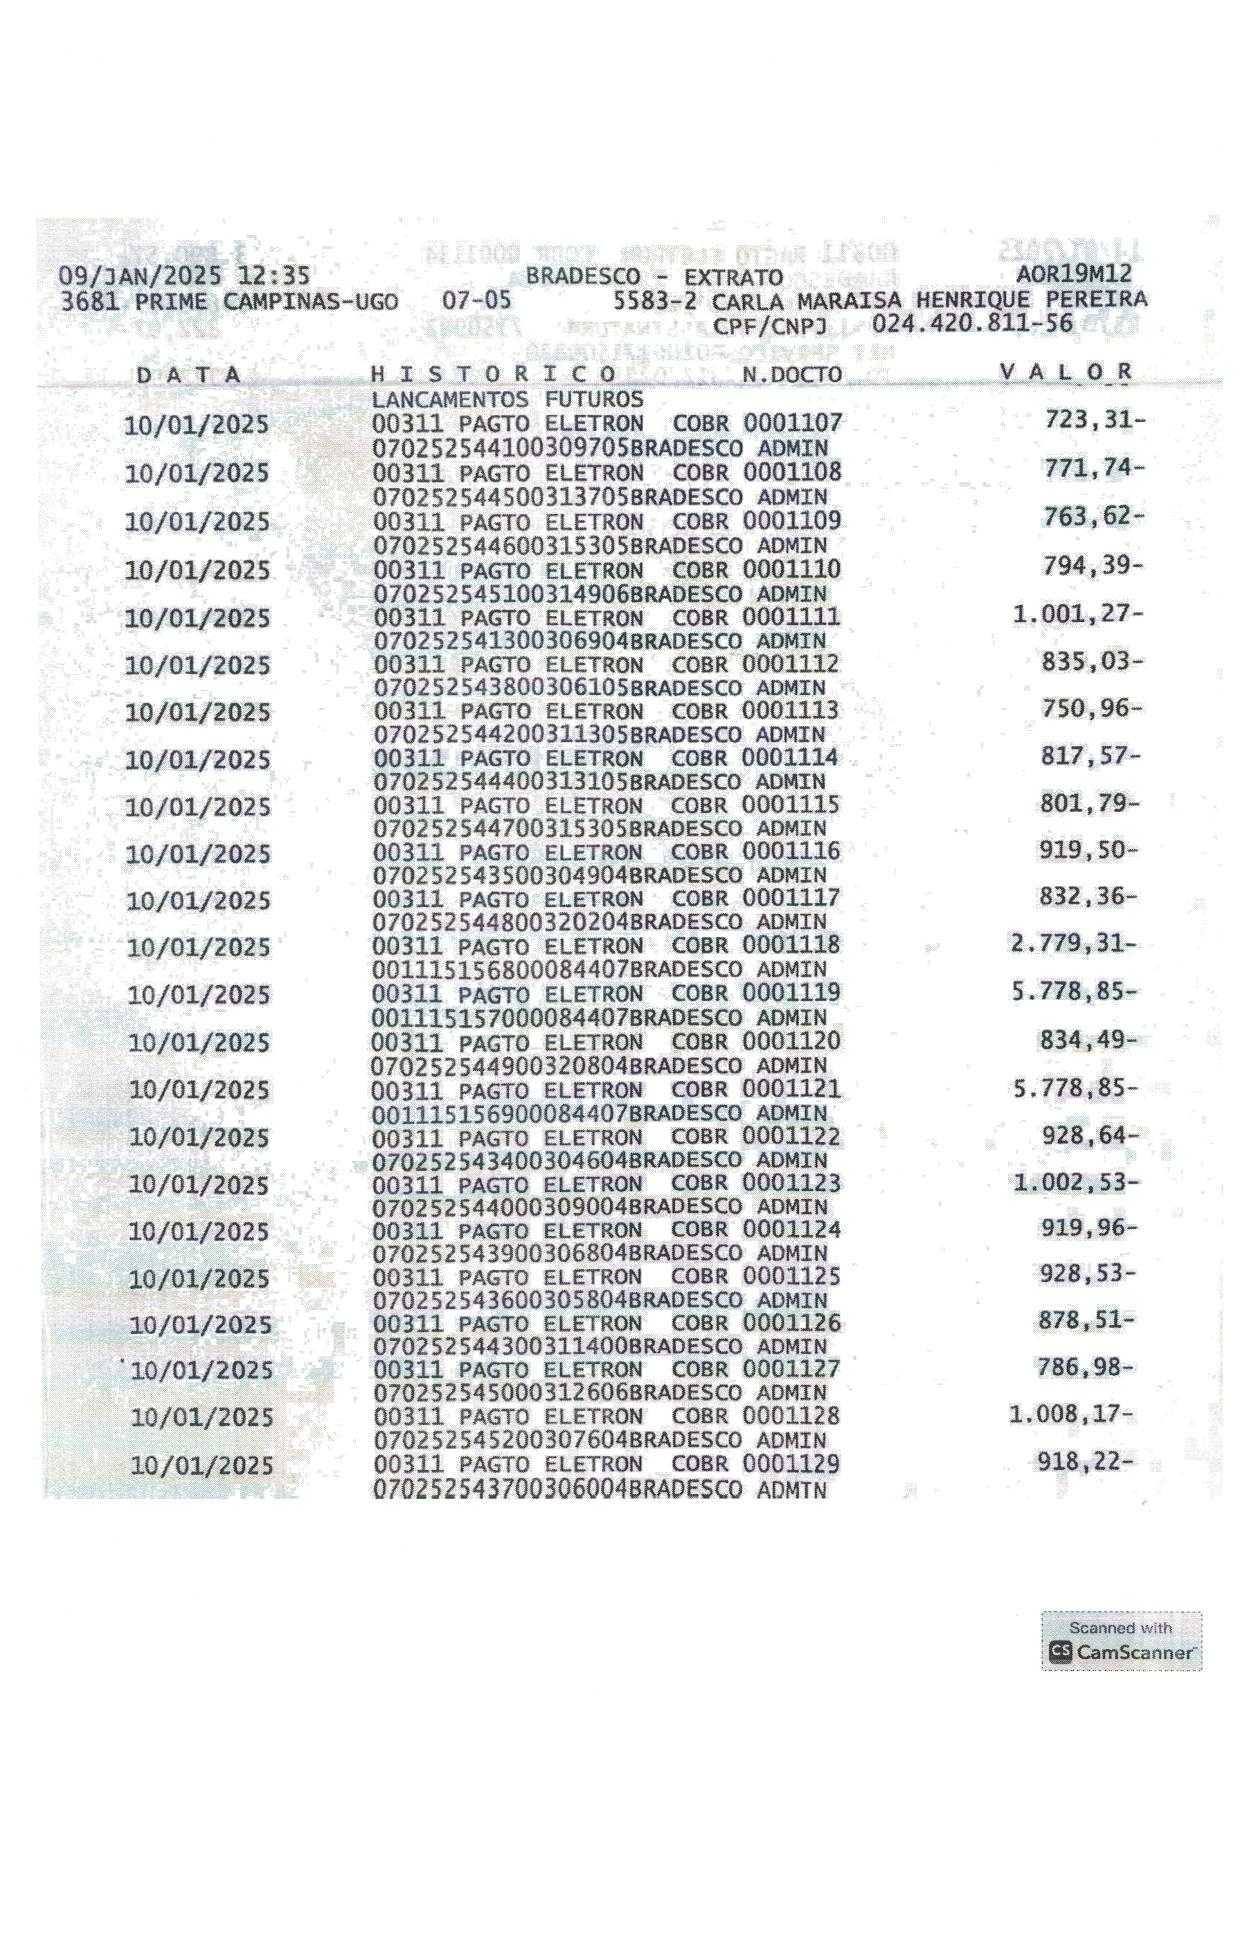 09/JAN/2025 12:35 BRADESCO - EXTRATO AOR19M12
3681 PRIME CAMPINAS-UGO 07-05 5583-2 CARLA MARAISA HENRIQUE PEREIRA
CPF/CNPJ 024.420.811-56
D A T A H I S T O R I C O N.DOCTO V A L O R
LANCAMENTOS FUTUROS
10/01/2025 00311 PAGTO ELETRON COBR 0001107 723,31-
070252544100309705BRADESCO ADMIN
10/01/2025 00311 PAGTO ELETRON COBR 0001108 771,74-
070252544500313705BRADESCO ADMIN
10/01/2025 00311 PAGTO ELETRON COBR 0001109 763,62-
070252544600315305BRADESCO ADMIN
10/01/2025 00311 PAGTO ELETRON COBR 0001110 794,39-
070252545100314906BRADESCO ADMIN
10/01/2025 00311 PAGTO ELETRON COBR 0001111 1.001,27-
070252541300306904BRADESCO ADMIN
10/01/2025 00311 PAGTO ELETRON COBR 0001112 835,03-
070252543800306105BRADESCO ADMIN
10/01/2025 00311 PAGTO ELETRON COBR 0001113 750,96-
070252544200311305BRADESCO ADMIN
10/01/2025 00311 PAGTO ELETRON COBR 0001114 817,57-
070252544400313105BRADESCO ADMIN
10/01/2025 00311 PAGTO ELETRON COBR 0001115 801,79-
070252544700315305BRADESCO ADMIN
10/01/2025 00311 PAGTO ELETRON COBR 0001116 919,50-
070252543500304904BRADESCO ADMIN
10/01/2025 00311 PAGTO ELETRON COBR 0001117 832,36-
070252544800320204BRADESCO ADMIN
10/01/2025 00311 PAGTO ELETRON COBR 0001118 2.779,31-
001115156800084407BRADESCO ADMIN
10/01/2025 00311 PAGTO ELETRON COBR 0001119 5.778,85-
001115157000084407BRADESCO ADMIN
10/01/2025 00311 PAGTO ELETRON COBR 0001120 834,49-
070252544900320804BRADESCO ADMIN
10/01/2025 00311 PAGTO ELETRON COBR 0001121 5.778,85-
001115156900084407BRADESCO ADMIN
10/01/2025 00311 PAGTO ELETRON COBR 0001122 928,64-
070252543400304604BRADESCO ADMIN
10/01/2025 00311 PAGTO ELETRON COBR 0001123 1.002,53-
070252544000309004BRADESCO ADMIN
10/01/2025 00311 PAGTO ELETRON COBR 0001124 919,96-
070252543900306804BRADESCO ADMIN
10/01/2025 00311 PAGTO ELETRON COBR 0001125 928,53-
070252543600305804BRADESCO ADMIN
10/01/2025 00311 PAGTO ELETRON COBR 0001126 878,51-
070252544300311400BRADESCO ADMIN
10/01/2025 00311 PAGTO ELETRON COBR 0001127 786,98-
070252545000312606BRADESCO ADMIN
10/01/2025 00311 PAGTO ELETRON COBR 0001128 1.008,17-
070252545200307604BRADESCO ADMIN
10/01/2025 00311 PAGTO ELETRON COBR 0001129 918,22-
070252543700306004BRADESCO ADMIN
Scanned with
CS CamScanner